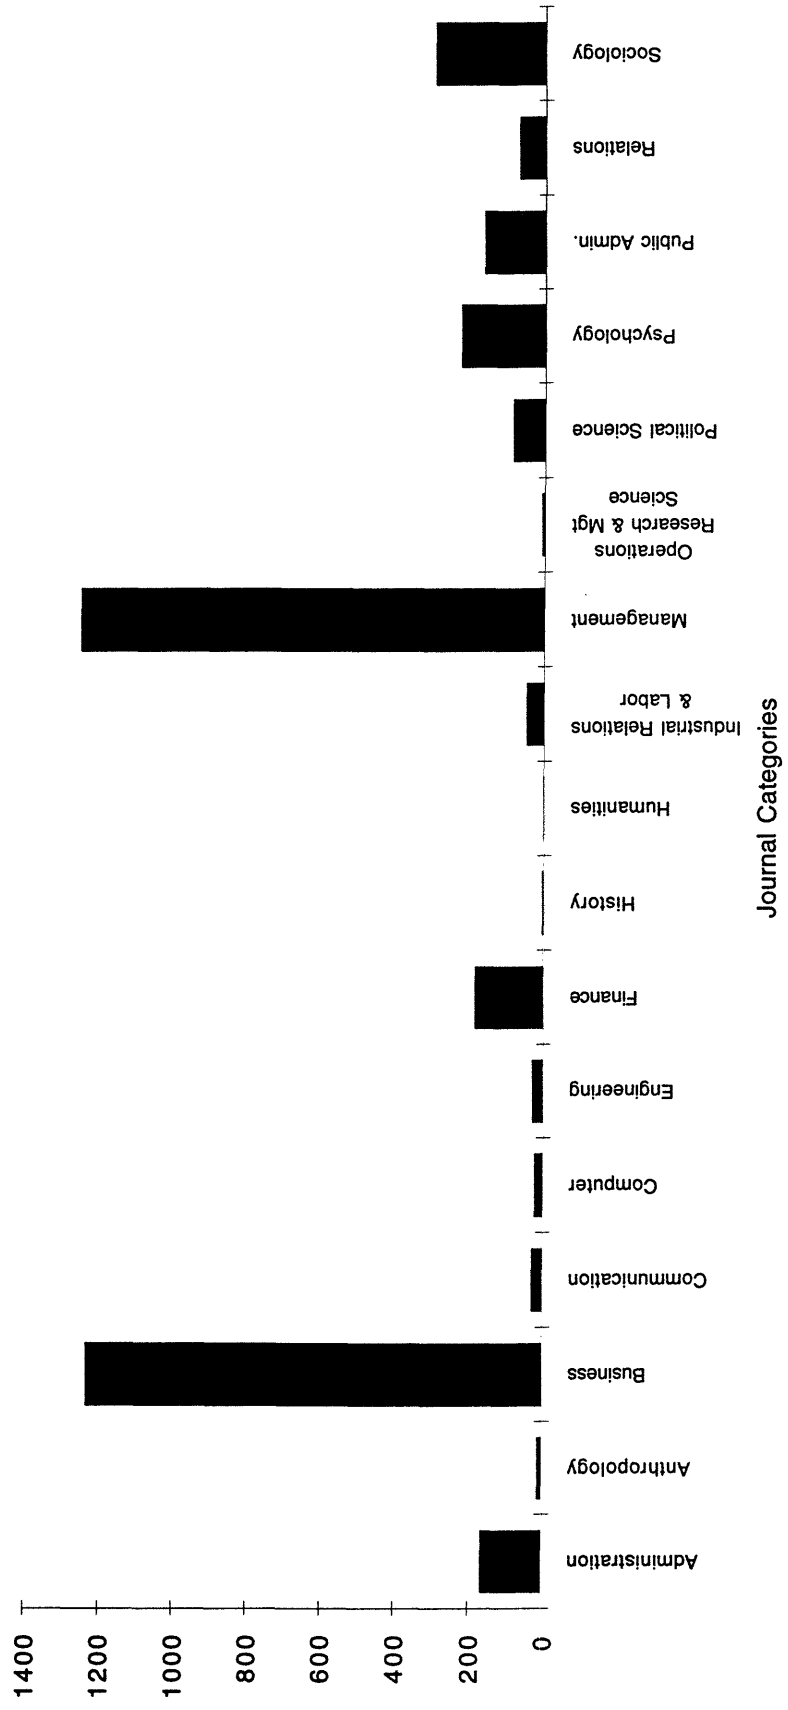 1400
1200
1000
800
600
400
200
0
Administration
Anthropology
Business
Communication
Computer
Engineering
Finance
History
Humanities
Industrial Relations
& Labor
Management
Operations
Research & Mgt
Science
Political Science
Psychology
Public Admin.
Relations
Sociology
Journal Categories